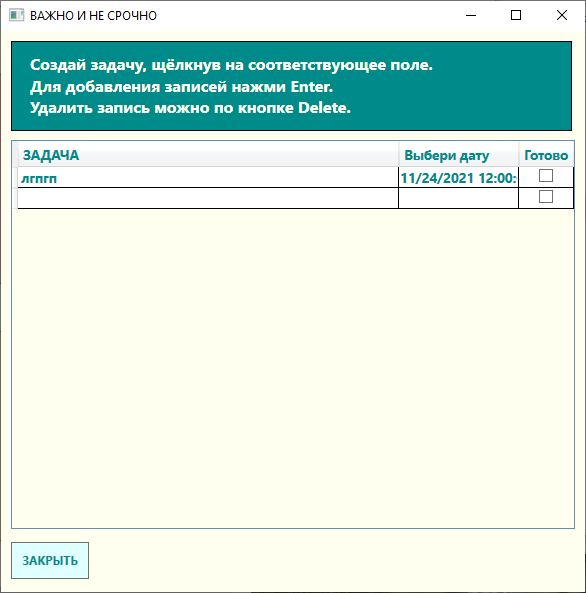 ВАЖНО И НЕ СРОЧНО
Создай задачу, щёлкнув на соответствующее поле.
Для добавления записей нажми Enter.
Удалить запись можно по кнопке Delete.
ЗАДАЧА Выбери дату Готово
лгпгп 11/24/2021 12:00:
ЗАКРЫТЬ